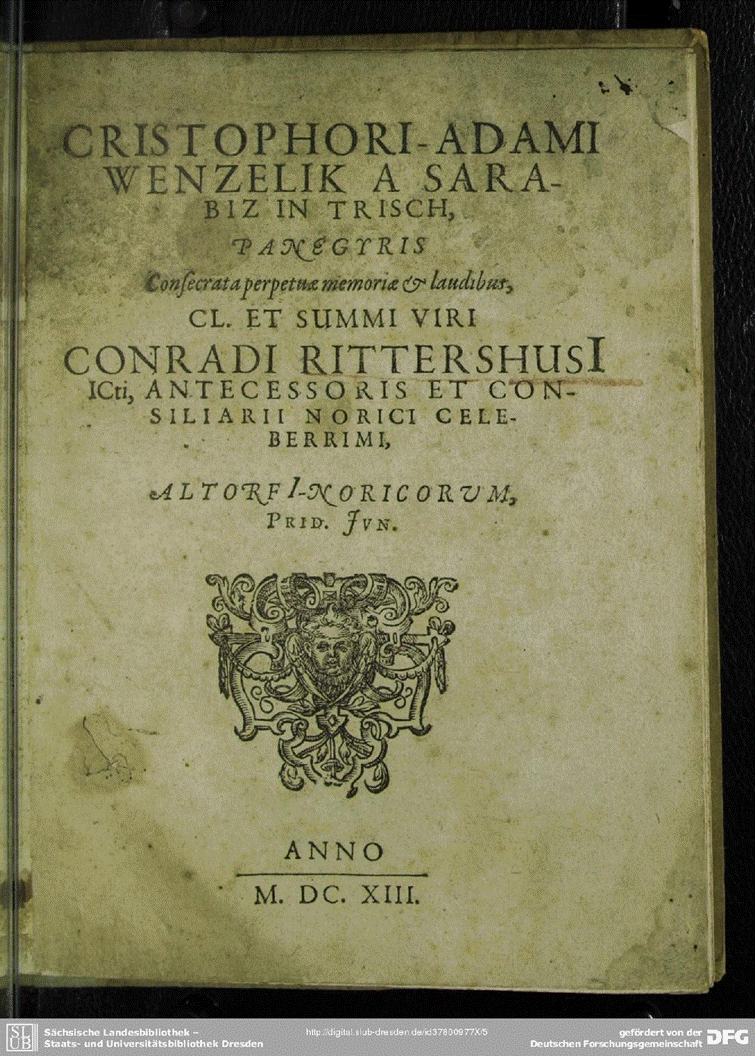 CRISTOPHORI-ADAMI
WENZELIK A SARA-
BIZ IN TRISCH,
PANEGYRIS
Consecrata perpetuæ memoriæ & laudibus,
CL. ET SUMMI VIRI
CONRADI RITTERSHUSI
ICti, ANTECESSORIS ET CON-
SILIARII NORICI CELE-
BERRIMI,
ALTORFI-NORICORVM,
PRID. JVN.
ANNO
M. DC. XIII.
SLUB
Sächsische Landesbibliothek –
Staats- und Universitätsbibliothek Dresden
http://digital.slub-dresden.de/id37800977X/5
gefördert von der
Deutschen Forschungsgemeinschaft
DFG